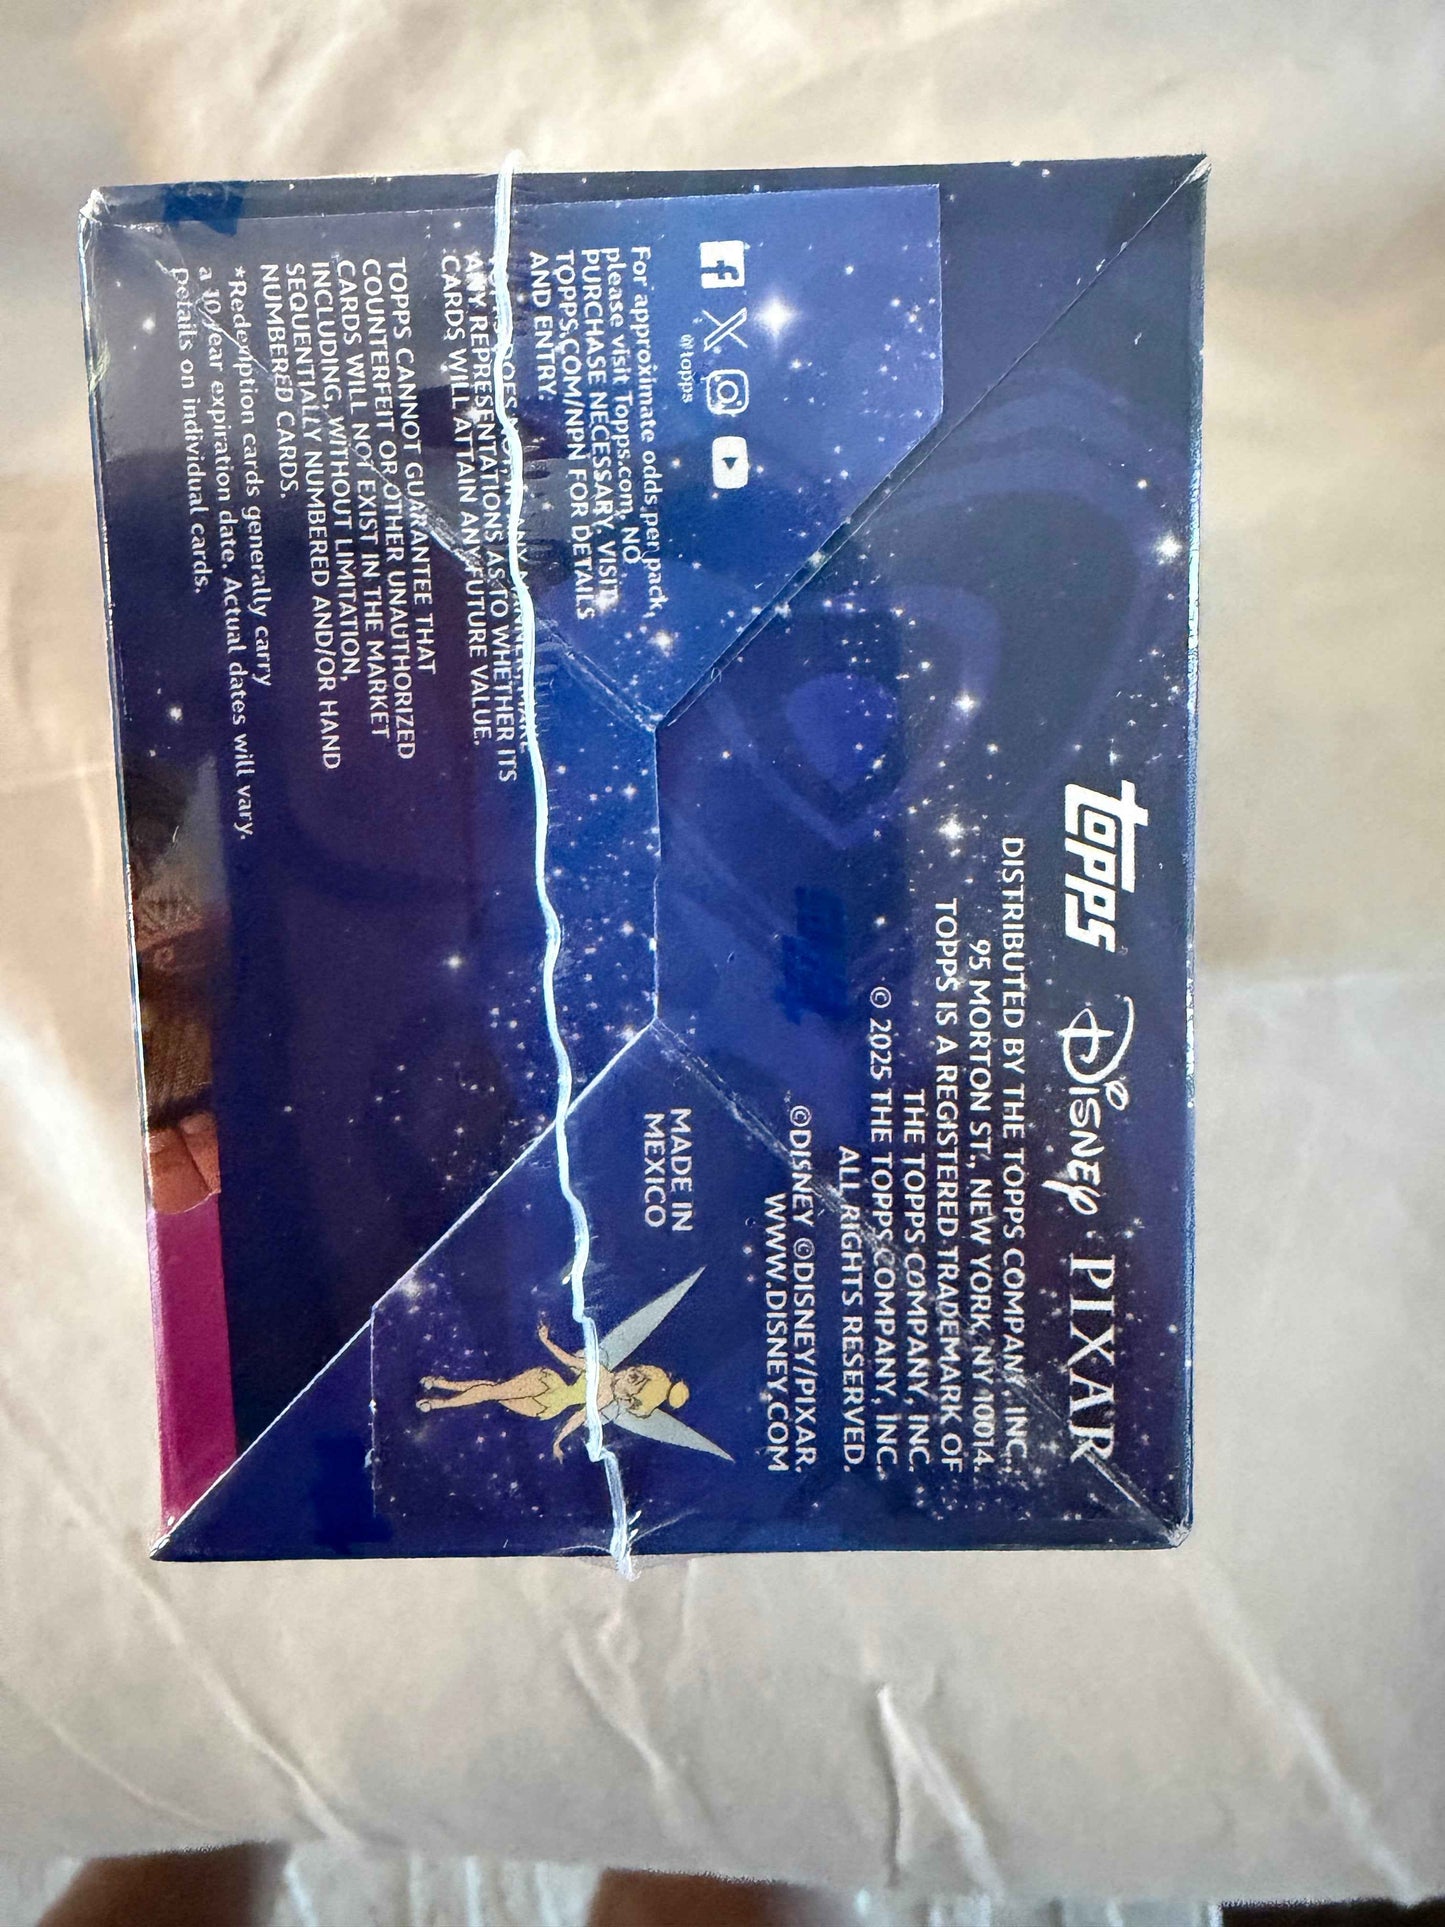 topps Disney PIXAR
DISTRIBUTED BY THE TOPPS COMPANY, INC.,
95 MORTON ST., NEW YORK, NY 10014.
TOPPS IS A REGISTERED TRADEMARK OF
THE TOPPS COMPANY, INC.
© 2025 THE TOPPS COMPANY, INC.
ALL RIGHTS RESERVED.
©DISNEY ©DISNEY/PIXAR.
WWW.DISNEY.COM
MADE IN
MEXICO
@topps
For approximate odds per pack,
please visit Topps.com, NO
PURCHASE NECESSARY. VISIT
TOPPS.COM/NPN FOR DETAILS
AND ENTRY.
DOES ANY MANNER MAKE
ANY REPRESENTATIONS AS TO WHETHER ITS
CARDS WILL ATTAIN ANY FUTURE VALUE.
TOPPS CANNOT GUARANTEE THAT
COUNTERFEIT OR OTHER UNAUTHORIZED
CARDS WILL NOT EXIST IN THE MARKET
INCLUDING, WITHOUT LIMITATION,
SEQUENTIALLY NUMBERED AND/OR HAND
NUMBERED CARDS.
*Redemption cards generally carry
a 10 year expiration date. Actual dates will vary.
Details on individual cards.